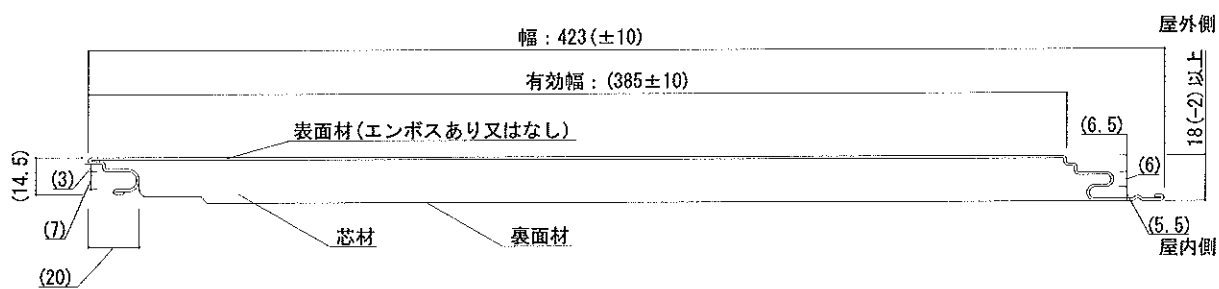 屋外側
幅：423(±10)
有効幅：(385±10)
18(-2)以上
表面材(エンボスあり又はなし)
(6.5)
(14.5)
(3)
(6)
(7)
芯材
裏面材
(5.5)
屋内側
(20)